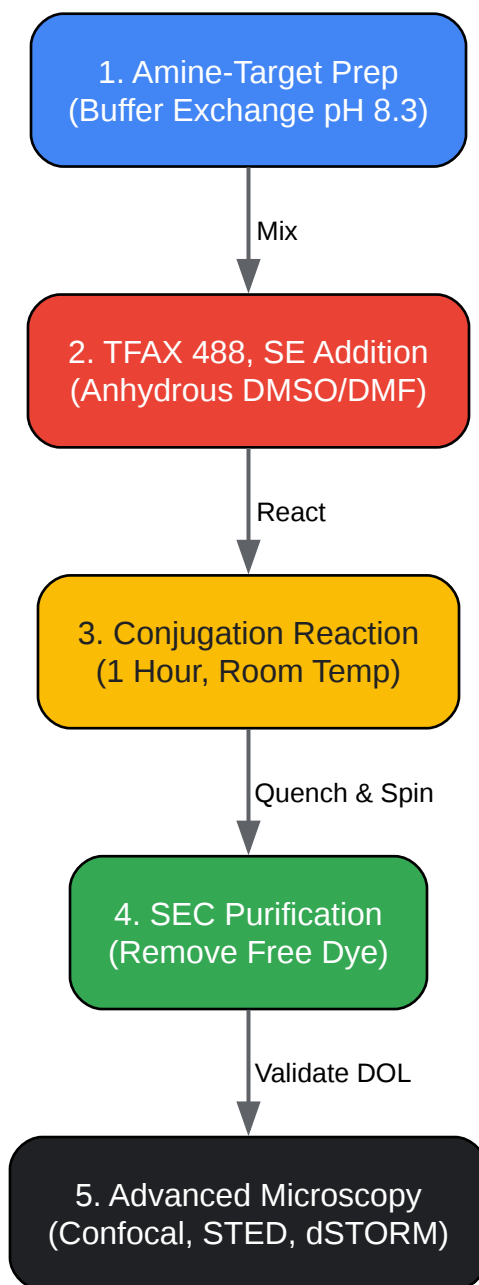 1. Amine-Target Prep
(Buffer Exchange pH 8.3)
Mix
2. TFAX 488, SE Addition
(Anhydrous DMSO/DMF)
React
3. Conjugation Reaction
(1 Hour, Room Temp)
Quench & Spin
4. SEC Purification
(Remove Free Dye)
Validate DOL
5. Advanced Microscopy
(Confocal, STED, dSTORM)